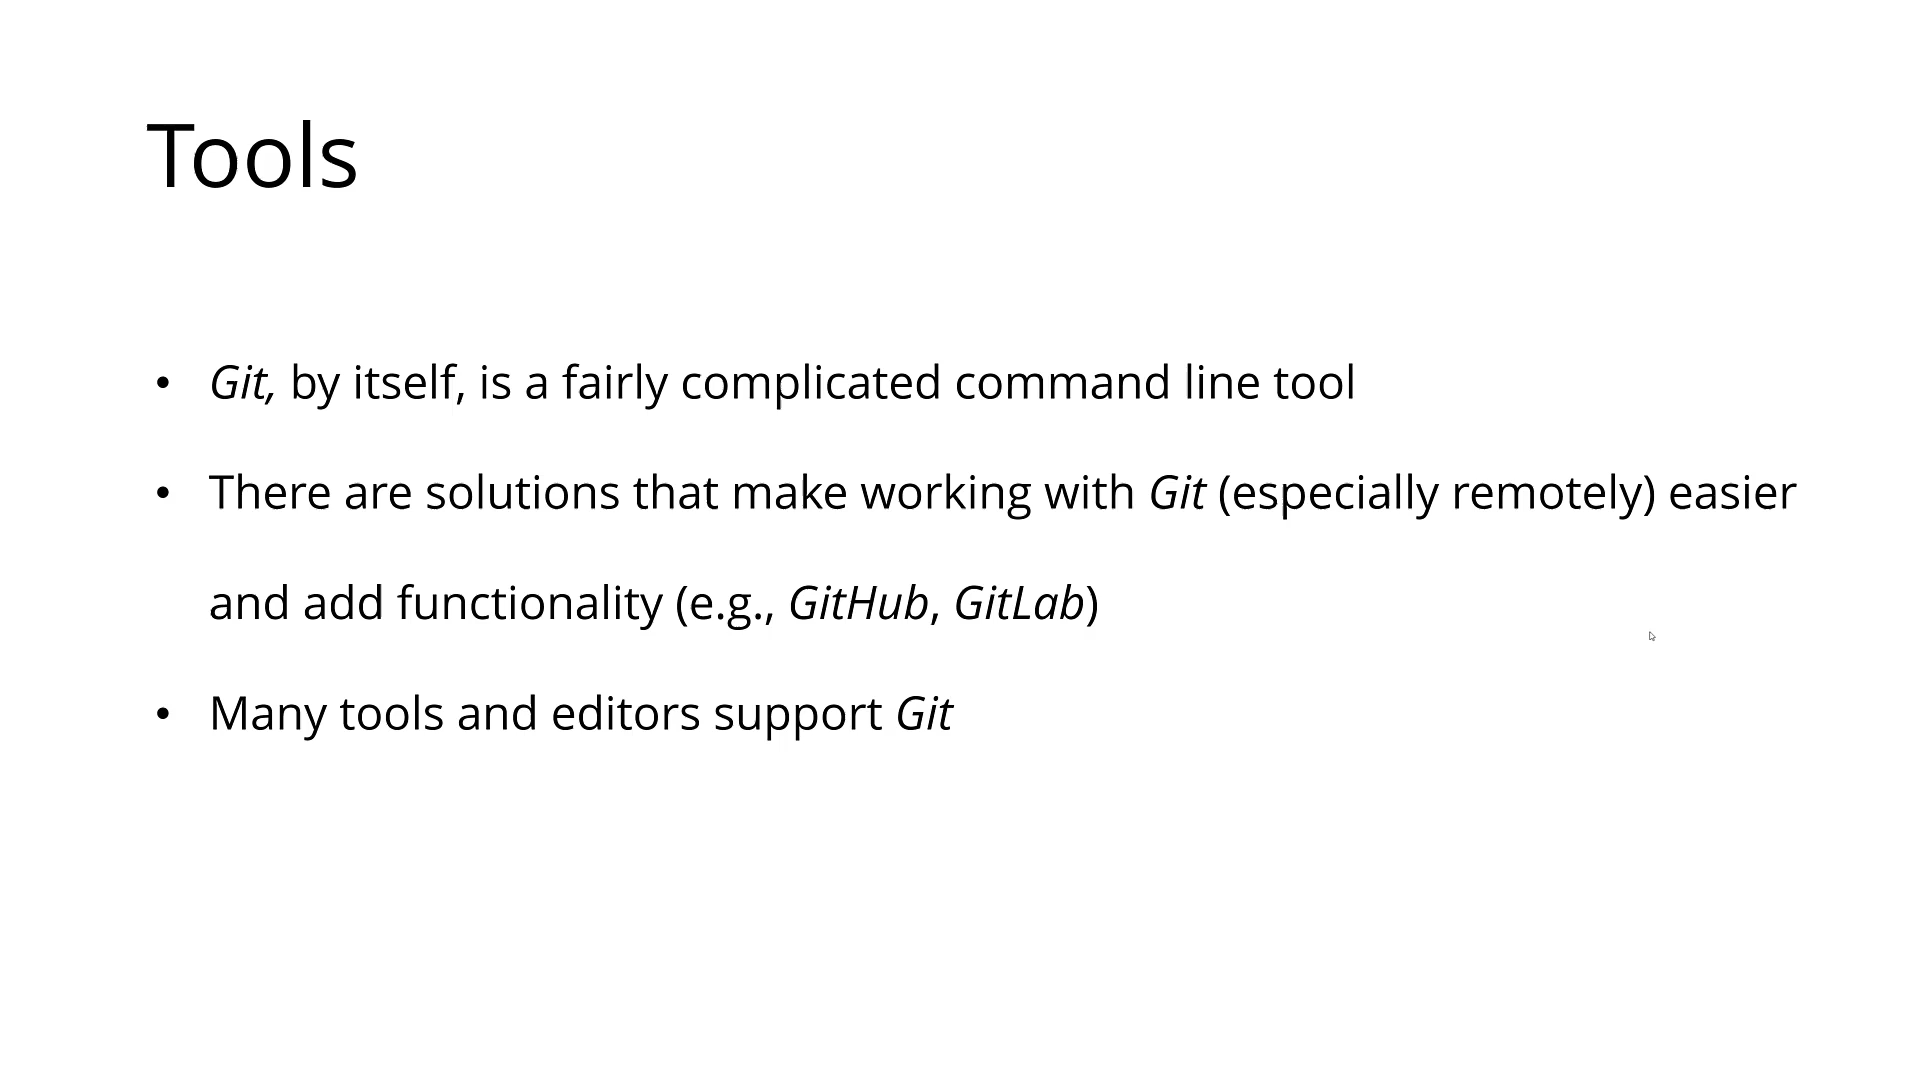 Tools
• Git, by itself, is a fairly complicated command line tool
• There are solutions that make working with Git (especially remotely) easier
and add functionality (e.g., GitHub, GitLab)
• Many tools and editors support Git